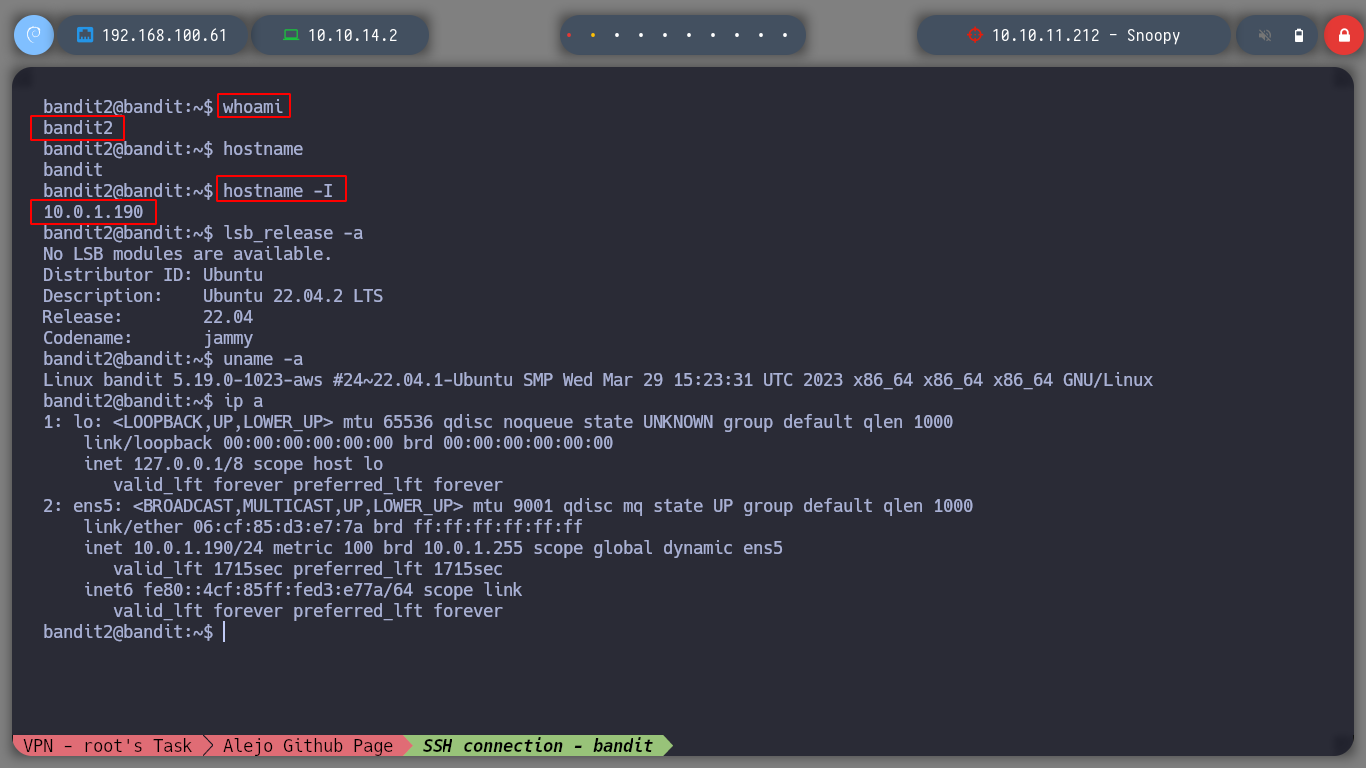 192.168.100.61
10.10.14.2
10.10.11.212 - Snoopy
bandit2@bandit:~$ whoami
bandit2
bandit2@bandit:~$ hostname
bandit
bandit2@bandit:~$ hostname -I
10.0.1.190
bandit2@bandit:~$ lsb_release -a
No LSB modules are available.
Distributor ID: Ubuntu
Description:    Ubuntu 22.04.2 LTS
Release:        22.04
Codename:       jammy
bandit2@bandit:~$ uname -a
Linux bandit 5.19.0-1023-aws #24~22.04.1-Ubuntu SMP Wed Mar 29 15:23:31 UTC 2023 x86_64 x86_64 x86_64 GNU/Linux
bandit2@bandit:~$ ip a
1: lo: <LOOPBACK,UP,LOWER_UP> mtu 65536 qdisc noqueue state UNKNOWN group default qlen 1000
    link/loopback 00:00:00:00:00:00 brd 00:00:00:00:00:00
    inet 127.0.0.1/8 scope host lo
       valid_lft forever preferred_lft forever
2: ens5: <BROADCAST,MULTICAST,UP,LOWER_UP> mtu 9001 qdisc mq state UP group default qlen 1000
    link/ether 06:cf:85:d3:e7:7a brd ff:ff:ff:ff:ff:ff
    inet 10.0.1.190/24 metric 100 brd 10.0.1.255 scope global dynamic ens5
       valid_lft 1715sec preferred_lft 1715sec
    inet6 fe80::4cf:85ff:fed3:e77a/64 scope link
       valid_lft forever preferred_lft forever
bandit2@bandit:~$
VPN - root's Task
Alejo Github Page
SSH connection - bandit